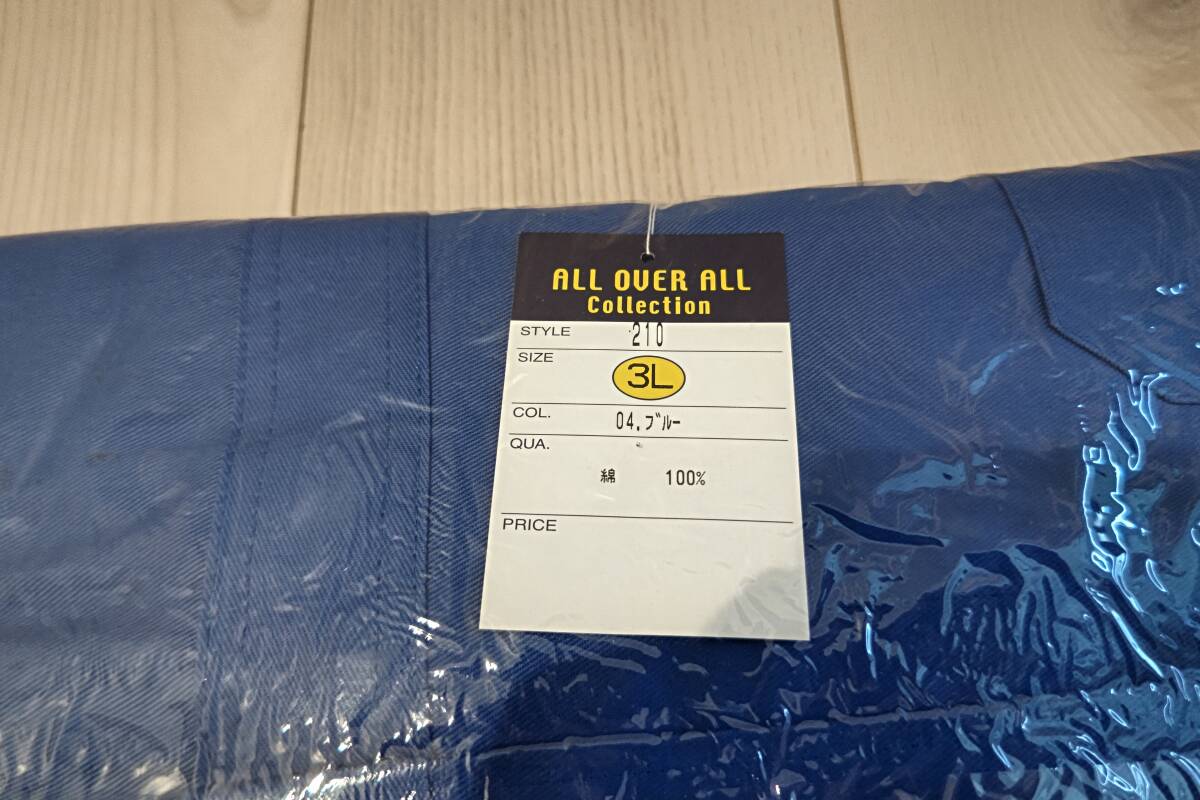 ALL OVER ALL
Collection
STYLE 210
SIZE 3L
COL. 04.ブルー
QUA.
綿 100%
PRICE